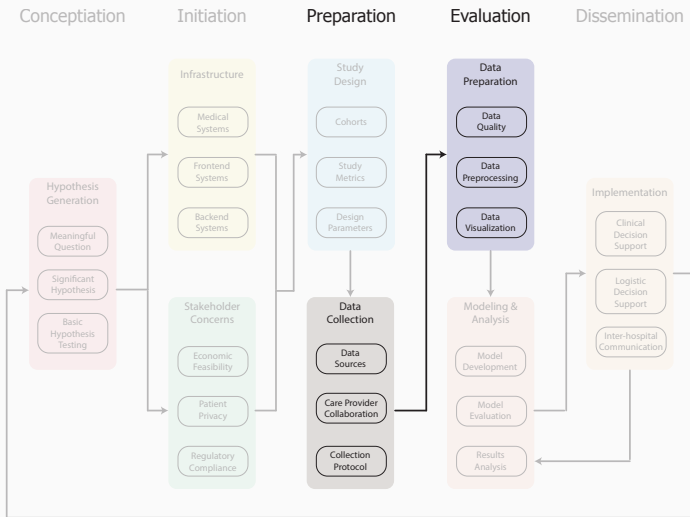 Conceptiation
Initiation
Preparation
Evaluation
Dissemination
Hypothesis
Generation
Meaningful
Question
Significant
Hypothesis
Basic
Hypothesis
Testing
Infrastructure
Medical
Systems
Frontend
Systems
Backend
Systems
Stakeholder
Concerns
Economic
Feasibility
Patient
Privacy
Regulatory
Compliance
Study
Design
Cohorts
Study
Metrics
Design
Parameters
Data
Collection
Data
Sources
Care Provider
Collaboration
Collection
Protocol
Data
Preparation
Data
Quality
Data
Preprocessing
Data
Visualization
Modeling &
Analysis
Model
Development
Model
Evaluation
Results
Analysis
Implementation
Clinical
Decision
Support
Logistic
Decision
Support
Inter-hospital
Communication